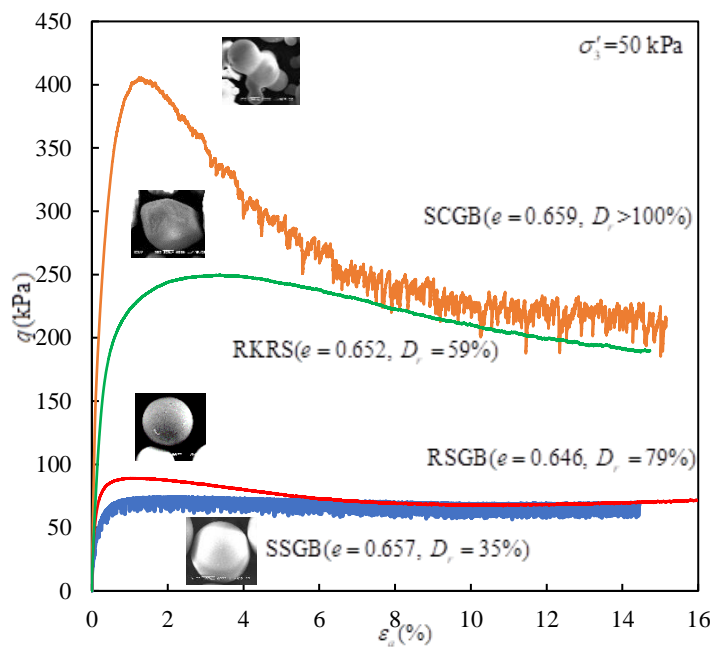 450
σ′₃=50 kPa
400
350
300
SCGB(e = 0.659, Dᵣ >100%)
250
q(kPa)
200
RKRS(e = 0.652, Dᵣ = 59%)
150
100
RSGB(e = 0.646, Dᵣ = 79%)
50
SSGB(e = 0.657, Dᵣ = 35%)
0
0 2 4 6 8 10 12 14 16
εₐ(%)